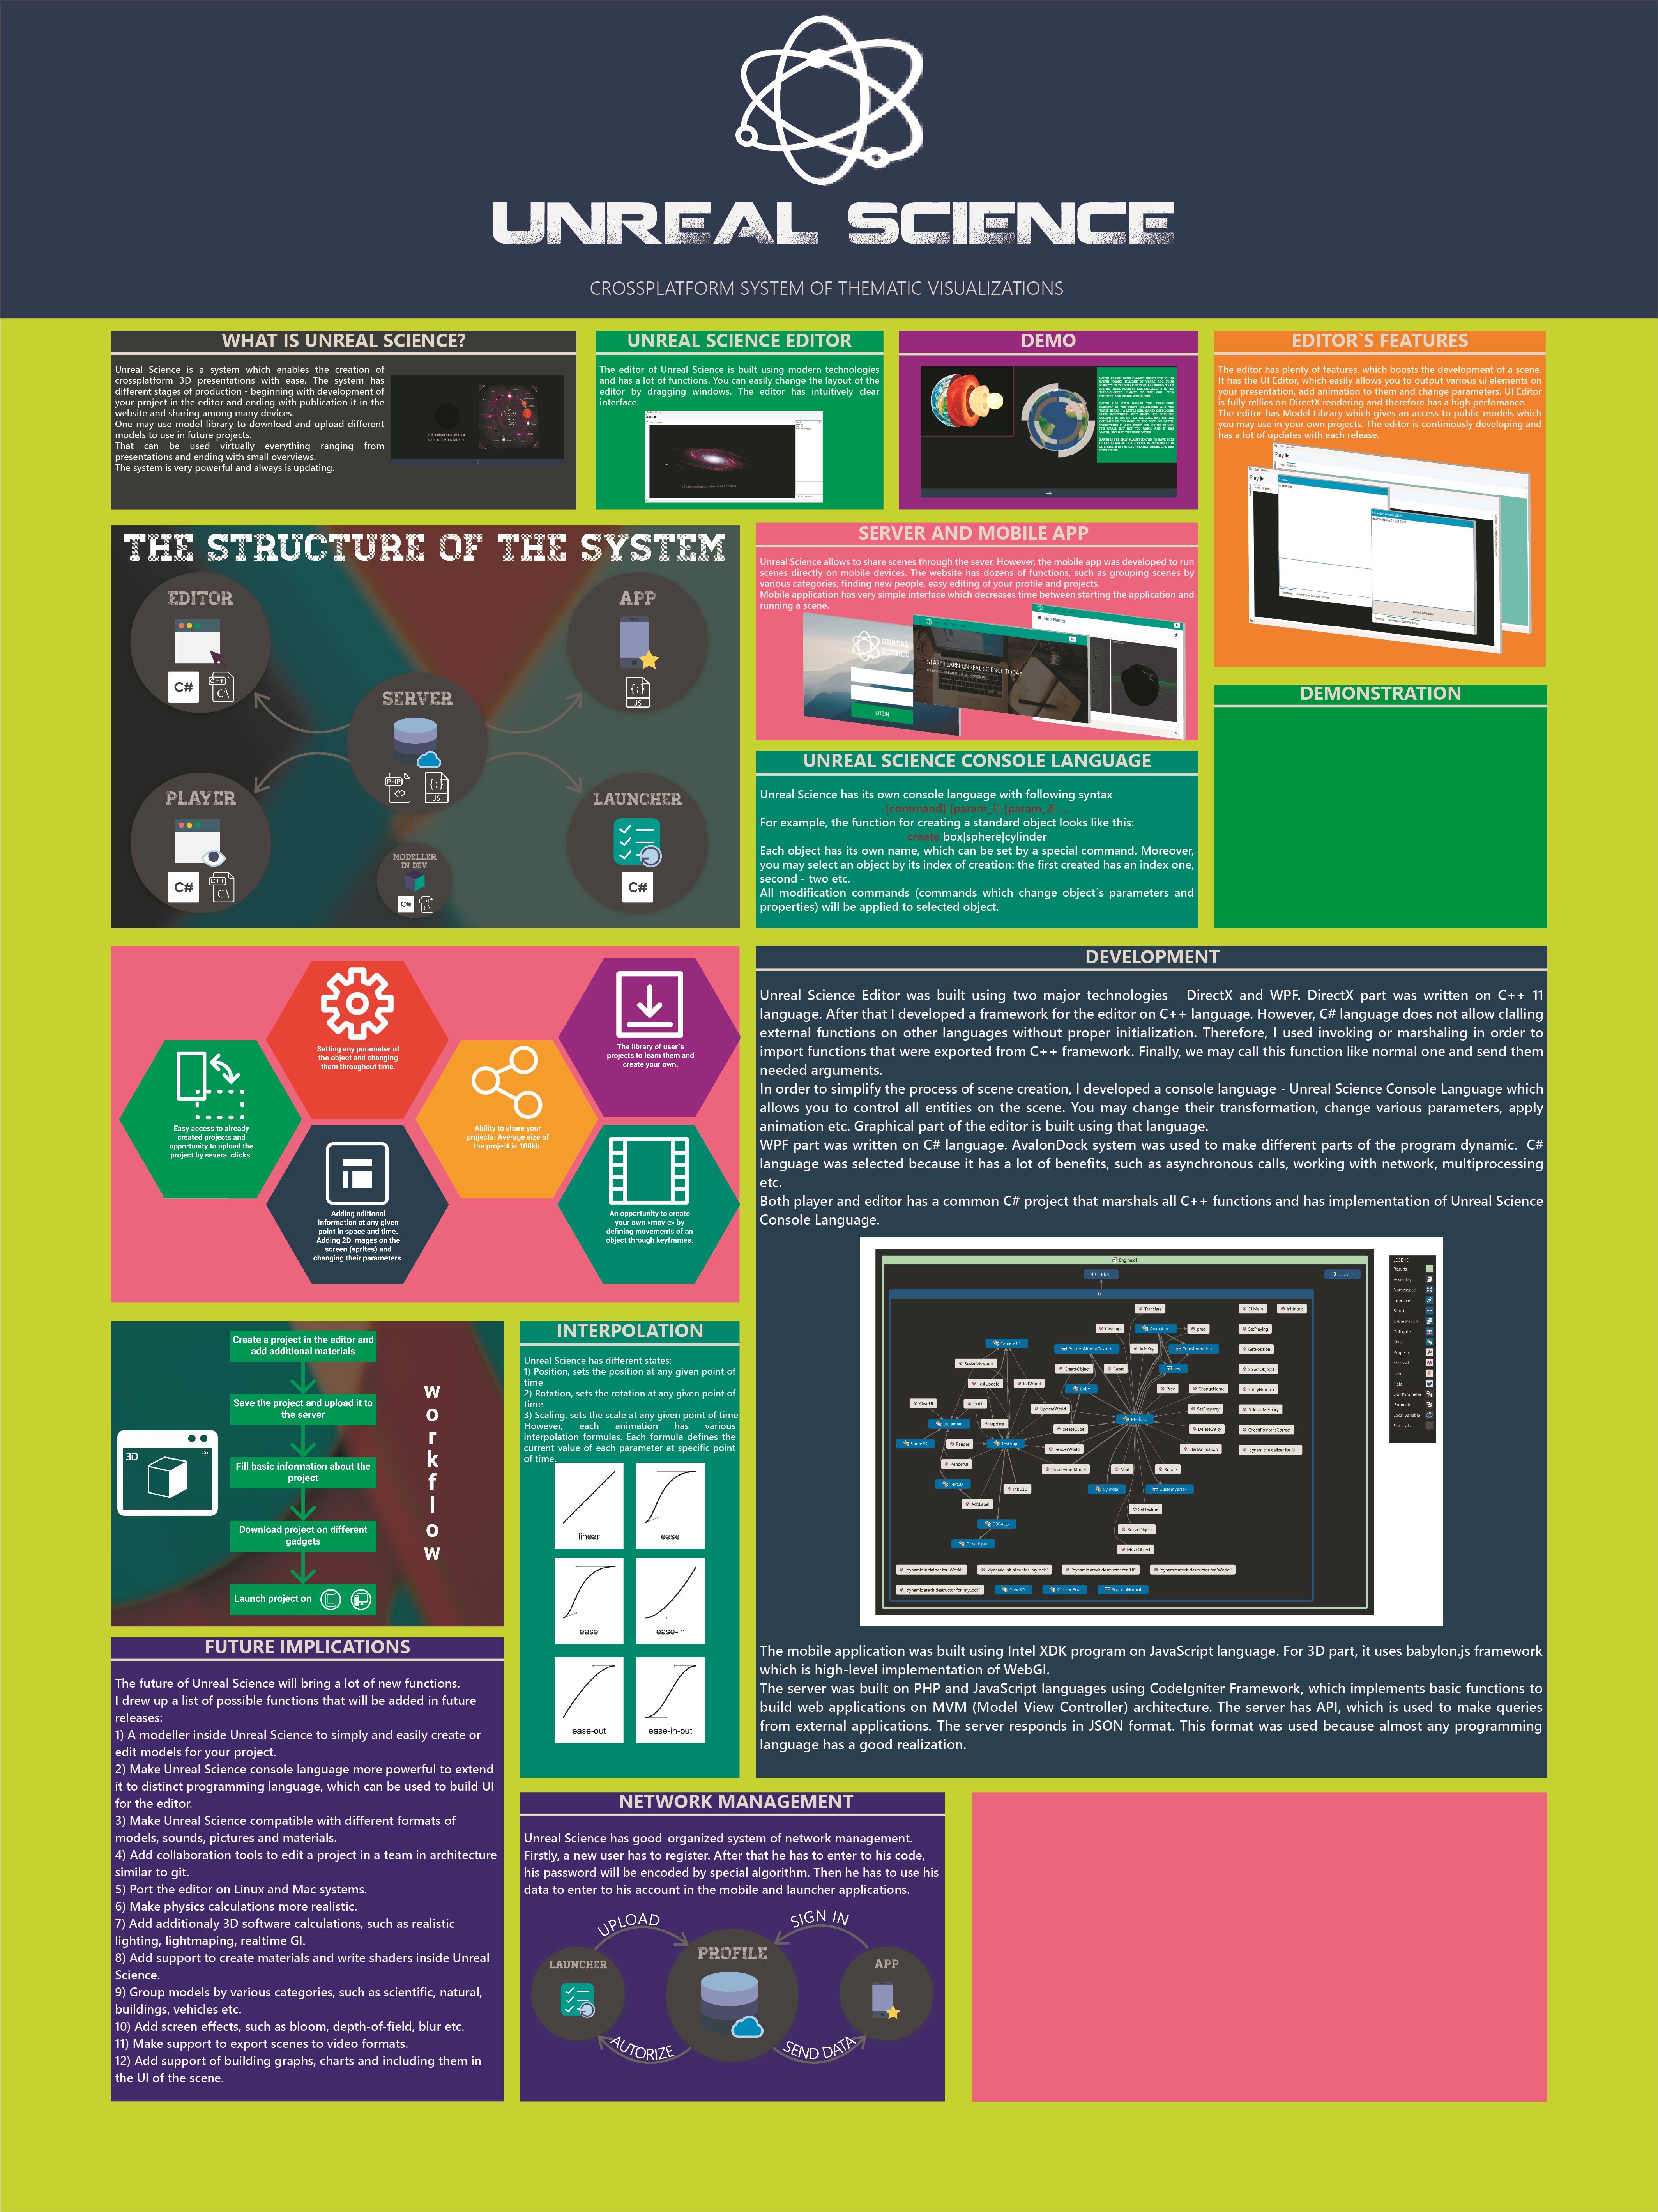 UNREAL SCIENCE
CROSSPLATFORM SYSTEM OF THEMATIC VISUALIZATIONS
WHAT IS UNREAL SCIENCE?
Unreal Science is a system which enables the creation of
crossplatform 3D presentations with ease. The system has
different stages of production - beginning with development of
your project in the editor and ending with publication it in the
website and sharing among many devices.
One may use model library to download and upload different
models to use in future projects.
That can be used virtually everything ranging from
presentations and ending with small overviews.
The system is very powerful and always is updating.
UNREAL SCIENCE EDITOR
The editor of Unreal Science is built using modern technologies
and has a lot of functions. You can easily change the layout of the
editor by dragging windows. The editor has intuitively clear
interface.
DEMO
EDITOR`S FEATURES
The editor has plenty of features, which boosts the development of a scene.
It has the UI Editor, which easily allows you to output various ui elements on
your presentation, add animation to them and change parameters. UI Editor
is fully rellies on DirectX rendering and therefore has a high perfomance.
The editor has Model Library which gives an access to public models which
you may use in your own projects. The editor is continiously developing and
has a lot of updates with each release.
Play
Play
THE STRUCTURE OF THE SYSTEM
EDITOR
C#
C++
C:\
APP
{;}
JS
SERVER
PHP
<?
{;}
JS
PLAYER
C#
C++
C:\
MODELLER
IN DEV
C#
C:\
LAUNCHER
C#
SERVER AND MOBILE APP
Unreal Science allows to share scenes through the sever. However, the mobile app was developed to run
scenes directly on mobile devices. The website has dozens of functions, such as grouping scenes by
various categories, finding new people, easy editing of your profile and projects.
Mobile application has very simple interface which decreases time between starting the application and
running a scene.
UNREAL
SCIENCE
LOGIN
START LEARN UNREAL SCIENCE TODAY
UNREAL SCIENCE CONSOLE LANGUAGE
Unreal Science has its own console language with following syntax
[command] [param_1] [param_2] ...
For example, the function for creating a standard object looks like this:
create box|sphere|cylinder
Each object has its own name, which can be set by a special command. Moreover,
you may select an object by its index of creation: the first created has an index one,
second - two etc.
All modification commands (commands which change object`s parameters and
properties) will be applied to selected object.
DEMONSTRATION
Setting any parameter of
the object and changing
them throughout time.
The library of user`s
projects to learn them and
create your own.
Easy access to already
created projects and
opportunity to upload the
project by several clicks.
Ability to share your
projects. Average size of
the project is 100kb.
Adding aditional
information at any given
point in space and time.
Adding 2D images on the
screen (sprites) and
changing their parameters.
An opportunity to create
your own «movie» by
defining movements of an
object through keyframes.
DEVELOPMENT
Unreal Science Editor was built using two major technologies - DirectX and WPF. DirectX part was written on C++ 11
language. After that I developed a framework for the editor on C++ language. However, C# language does not allow clalling
external functions on other languages without proper initialization. Therefore, I used invoking or marshaling in order to
import functions that were exported from C++ framework. Finally, we may call this function like normal one and send them
needed arguments.
In order to simplify the process of scene creation, I developed a console language - Unreal Science Console Language which
allows you to control all entities on the scene. You may change their transformation, change various parameters, apply
animation etc. Graphical part of the editor is built using that language.
WPF part was written on C# language. AvalonDock system was used to make different parts of the program dynamic. C#
language was selected because it has a lot of benefits, such as asynchronous calls, working with network, multiprocessing
etc.
Both player and editor has a common C# project that marshals all C++ functions and has implementation of Unreal Science
Console Language.
LEGEND
The mobile application was built using Intel XDK program on JavaScript language. For 3D part, it uses babylon.js framework
which is high-level implementation of WebGl.
The server was built on PHP and JavaScript languages using CodeIgniter Framework, which implements basic functions to
build web applications on MVM (Model-View-Controller) architecture. The server has API, which is used to make queries
from external applications. The server responds in JSON format. This format was used because almost any programming
language has a good realization.
3D
Create a project in the editor and
add additional materials
Save the project and upload it to
the server
Fill basic information about the
project
Download project on different
gadgets
Launch project on
Workflow
INTERPOLATION
Unreal Science has different states:
1) Position, sets the position at any given point of
time
2) Rotation, sets the rotation at any given point of
time
3) Scaling, sets the scale at any given point of time
However, each animation has various
interpolation formulas. Each formula defines the
current value of each parameter at specific point
of time.
linear
ease
ease
ease-in
ease-out
ease-in-out
FUTURE IMPLICATIONS
The future of Unreal Science will bring a lot of new functions.
I drew up a list of possible functions that will be added in future
releases:
1) A modeller inside Unreal Science to simply and easily create or
edit models for your project.
2) Make Unreal Science console language more powerful to extend
it to distinct programming language, which can be used to build UI
for the editor.
3) Make Unreal Science compatible with different formats of
models, sounds, pictures and materials.
4) Add collaboration tools to edit a project in a team in architecture
similar to git.
5) Port the editor on Linux and Mac systems.
6) Make physics calculations more realistic.
7) Add additionaly 3D software calculations, such as realistic
lighting, lightmaping, realtime GI.
8) Add support to create materials and write shaders inside Unreal
Science.
9) Group models by various categories, such as scientific, natural,
buildings, vehicles etc.
10) Add screen effects, such as bloom, depth-of-field, blur etc.
11) Make support to export scenes to video formats.
12) Add support of building graphs, charts and including them in
the UI of the scene.
NETWORK MANAGEMENT
Unreal Science has good-organized system of network management.
Firstly, a new user has to register. After that he has to enter to his code,
his password will be encoded by special algorithm. Then he has to use his
data to enter to his account in the mobile and launcher applications.
UPLOAD
SIGN IN
LAUNCHER
PROFILE
APP
AUTORIZE
SEND DATA